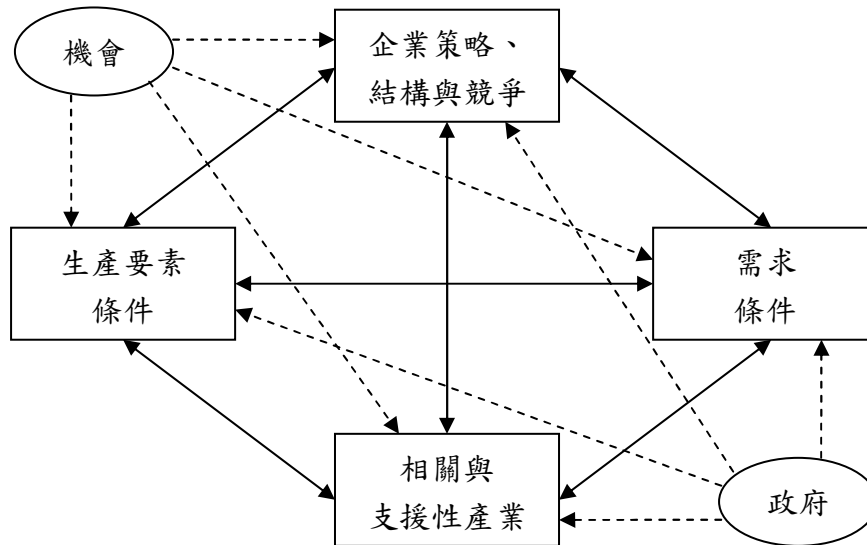 機會
企業策略、
結構與競爭
生產要素
條件
需求
條件
相關與
支援性產業
政府